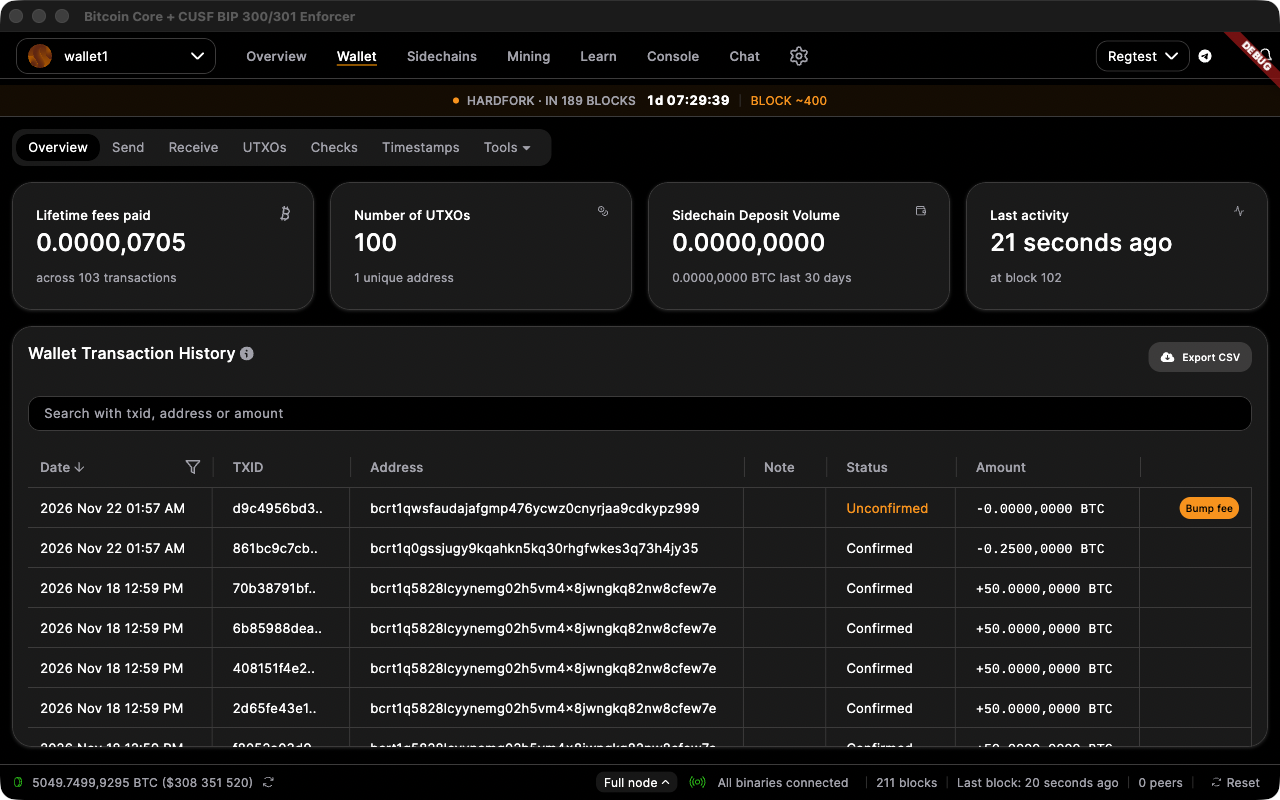 Bitcoin Core + CUSF BIP 300/301 Enforcer
wallet1 Overview Wallet Sidechains Mining Learn Console Chat Regtest DEBUG
HARDFORK · IN 189 BLOCKS 1d 07:29:39 BLOCK ~400
Overview Send Receive UTXOs Checks Timestamps Tools
Lifetime fees paid
0.0000,0705
across 103 transactions
Number of UTXOs
100
1 unique address
Sidechain Deposit Volume
0.0000,0000
0.0000,0000 BTC last 30 days
Last activity
21 seconds ago
at block 102
Wallet Transaction History
Export CSV
Search with txid, address or amount
Date TXID Address Note Status Amount
2026 Nov 22 01:57 AM d9c4956bd3.. bcrt1qwsfaudajafgmp476ycwz0cnyrjaa9cdkypz999 Unconfirmed -0.0000,0000 BTC Bump fee
2026 Nov 22 01:57 AM 861bc9c7cb.. bcrt1q0gssjugy9kqahkn5kq30rhgfwkes3q73h4jy35 Confirmed -0.2500,0000 BTC
2026 Nov 18 12:59 PM 70b38791bf.. bcrt1q5828lcyynemg02h5vm4×8jwngkq82nw8cfew7e Confirmed +50.0000,0000 BTC
2026 Nov 18 12:59 PM 6b85988dea.. bcrt1q5828lcyynemg02h5vm4×8jwngkq82nw8cfew7e Confirmed +50.0000,0000 BTC
2026 Nov 18 12:59 PM 408151f4e2.. bcrt1q5828lcyynemg02h5vm4×8jwngkq82nw8cfew7e Confirmed +50.0000,0000 BTC
2026 Nov 18 12:59 PM 2d65fe43e1.. bcrt1q5828lcyynemg02h5vm4×8jwngkq82nw8cfew7e Confirmed +50.0000,0000 BTC
5049.7499,9295 BTC ($308 351 520) Full node All binaries connected 211 blocks Last block: 20 seconds ago 0 peers Reset